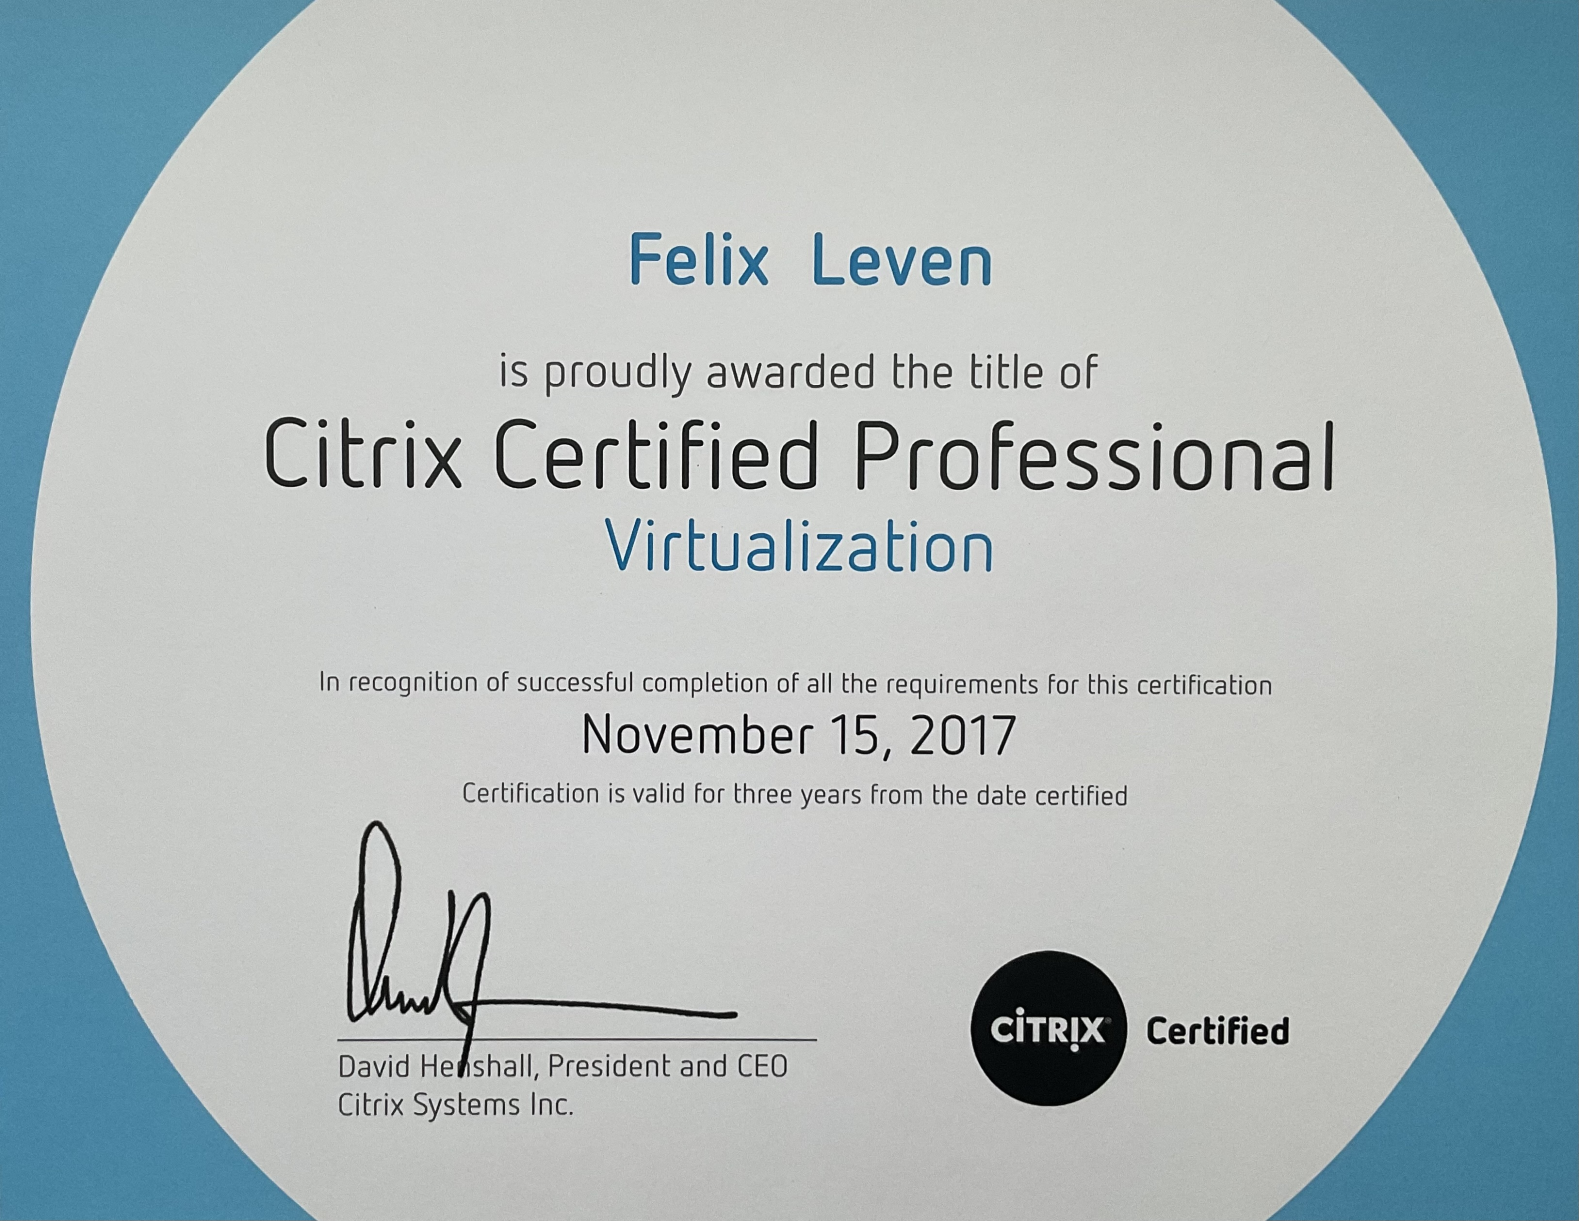 Felix Leven
is proudly awarded the title of
Citrix Certified Professional
Virtualization
In recognition of successful completion of all the requirements for this certification
November 15, 2017
Certification is valid for three years from the date certified
David Henshall, President and CEO
Citrix Systems Inc.
CİTRIX Certified